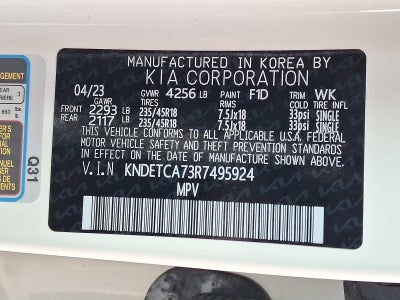 MANUFACTURED IN KOREA BY
KIA CORPORATION
04/23 GVWR 4256 LB PAINT F1D TRIM WK
GAWR TIRE RIM COLD TIRE INFL
FRONT 2293 LB 235/45R18 7.5JX18 33psi SINGLE
REAR 2117 LB 235/45R18 7.5JX18 33psi SINGLE
THIS VEHICLE CONFORMS TO ALL APPLICABLE U.S.A. FEDERAL
MOTOR VEHICLE SAFETY AND THEFT PREVENTION STANDARDS
IN EFFECT ON THE DATE OF MANUFACTURE SHOWN ABOVE.
V.I.N KNDETCA73R7495924
MPV
Q31